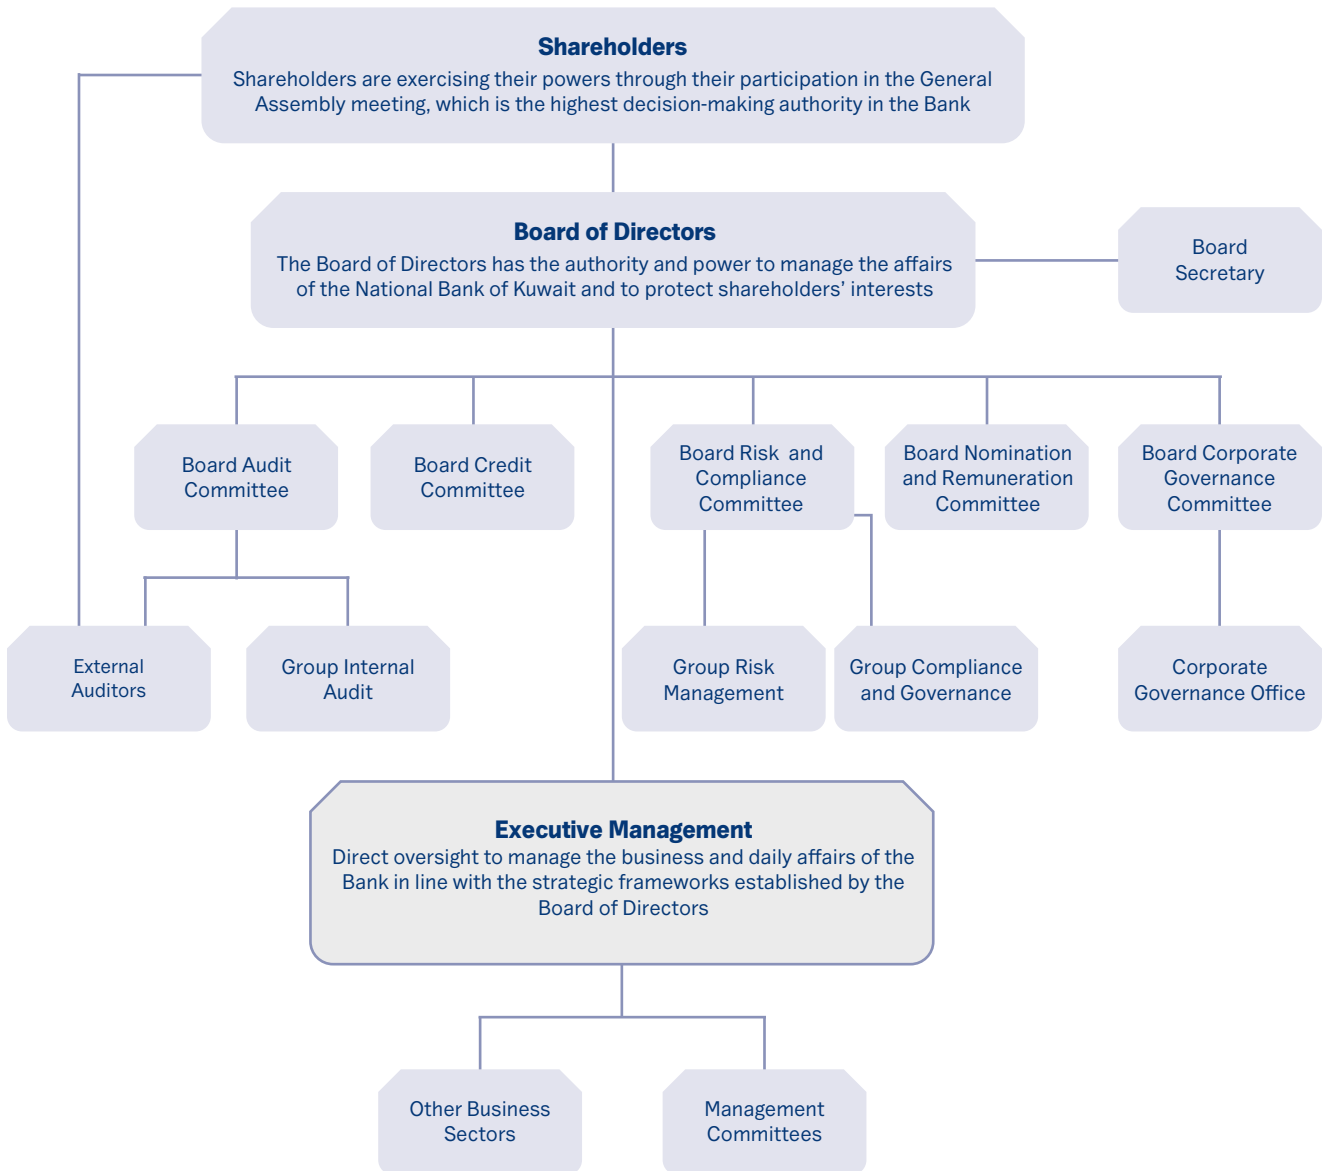 Shareholders
Shareholders are exercising their powers through their participation in the General
Assembly meeting, which is the highest decision-making authority in the Bank
Board of Directors
The Board of Directors has the authority and power to manage the affairs
of the National Bank of Kuwait and to protect shareholders’ interests
Board
Secretary
Board Audit
Committee
Board Credit
Committee
Board Risk and
Compliance
Committee
Board Nomination
and Remuneration
Committee
Board Corporate
Governance
Committee
External
Auditors
Group Internal
Audit
Group Risk
Management
Group Compliance
and Governance
Corporate
Governance Office
Executive Management
Direct oversight to manage the business and daily affairs of the
Bank in line with the strategic frameworks established by the
Board of Directors
Other Business
Sectors
Management
Committees